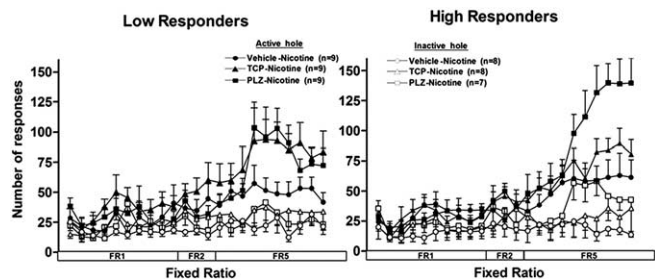 Low Responders
High Responders
Active hole
Vehicle-Nicotine (n=9)
TCP-Nicotine (n=9)
PLZ-Nicotine (n=9)
Inactive hole
Vehicle-Nicotine (n=8)
TCP-Nicotine (n=8)
PLZ-Nicotine (n=7)
Number of responses
150
125
100
75
50
25
0
150
125
100
75
50
25
0
FR1 FR2 FR5
FR1 FR2 FR5
Fixed Ratio
Fixed Ratio